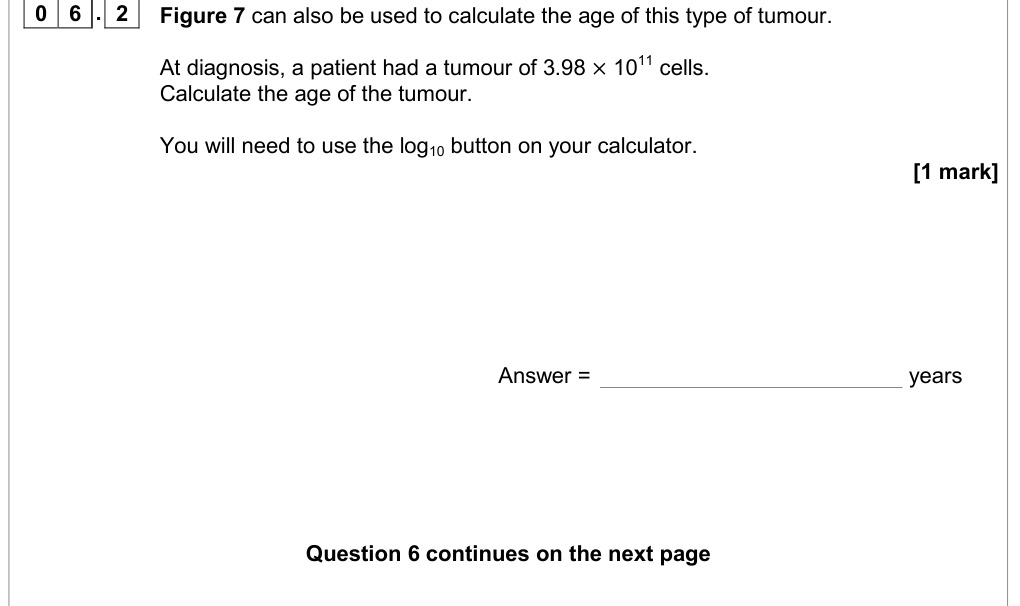 06.2 Figure 7 can also be used to calculate the age of this type of tumour.
At diagnosis, a patient had a tumour of 3.98 × 10¹¹ cells.
Calculate the age of the tumour.
You will need to use the log₁₀ button on your calculator.
[1 mark]
Answer = ____________________ years
Question 6 continues on the next page